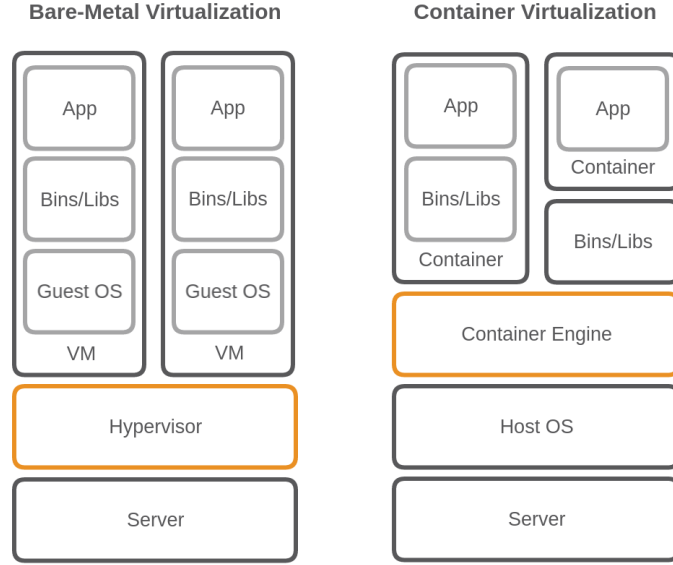 Bare-Metal Virtualization
App
App
Bins/Libs
Bins/Libs
Guest OS
Guest OS
VM
VM
Hypervisor
Server
Container Virtualization
App
Bins/Libs
Container
App
Container
Bins/Libs
Container Engine
Host OS
Server